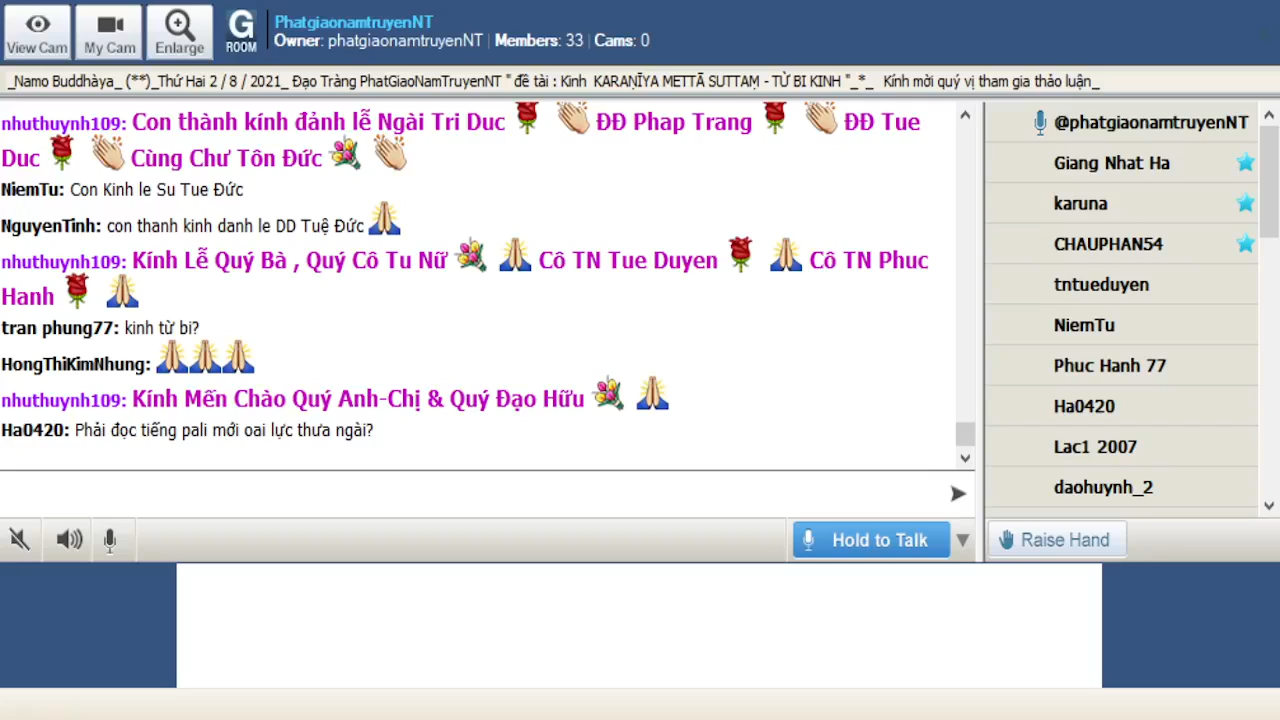 PhatgiaonamtruyenNT
Owner: phatgiaonamtruyenNT | Members: 33 | Cams: 0
View Cam
My Cam
Enlarge
G
ROOM
_Namo Buddhàya_ (**)_Thứ Hai 2 / 8 / 2021_ Đạo Tràng PhatGiaoNamTruyenNT " đề tài : Kinh KARAṆĪYA METTĀ SUTTAṂ - TỪ BI KINH "_*_ Kính mời quý vị tham gia thảo luận_
nhuthuynh109: Con thành kính đảnh lễ Ngài Tri Duc 🌹 👏 ĐĐ Phap Trang 🌹 👏 ĐĐ Tue
Duc 🌹 👏 Cùng Chư Tôn Đức 💐 👏
NiemTu: Con Kinh le Su Tue Đức
NguyenTinh: con thanh kinh danh le DD Tuệ Đức 🙏
nhuthuynh109: Kính Lễ Quý Bà , Quý Cô Tu Nữ 💐 🙏 Cô TN Tue Duyen 🌹 🙏 Cô TN Phuc
Hanh 🌹 🙏
tran phung77: kinh từ bi?
HongThiKimNhung: 🙏🙏🙏
nhuthuynh109: Kính Mến Chào Quý Anh-Chị & Quý Đạo Hữu 💐 🙏
Ha0420: Phải đọc tiếng pali mới oai lực thưa ngài?
@phatgiaonamtruyenNT
Giang Nhat Ha
karuna
CHAUPHAN54
tntueduyen
NiemTu
Phuc Hanh 77
Ha0420
Lac1 2007
daohuynh_2
Hold to Talk
Raise Hand